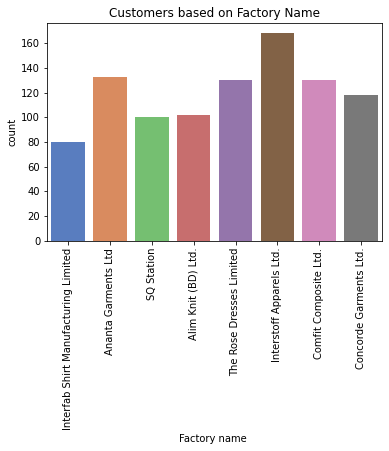 Customers based on Factory Name
count
160
140
120
100
80
60
40
20
0
Interfab Shirt Manufacturing Limited
Ananta Garments Ltd
SQ Station
Alim Knit (BD) Ltd.
The Rose Dresses Limited
Interstoff Apparels Ltd.
Comfit Composite Ltd.
Concorde Garments Ltd.
Factory name